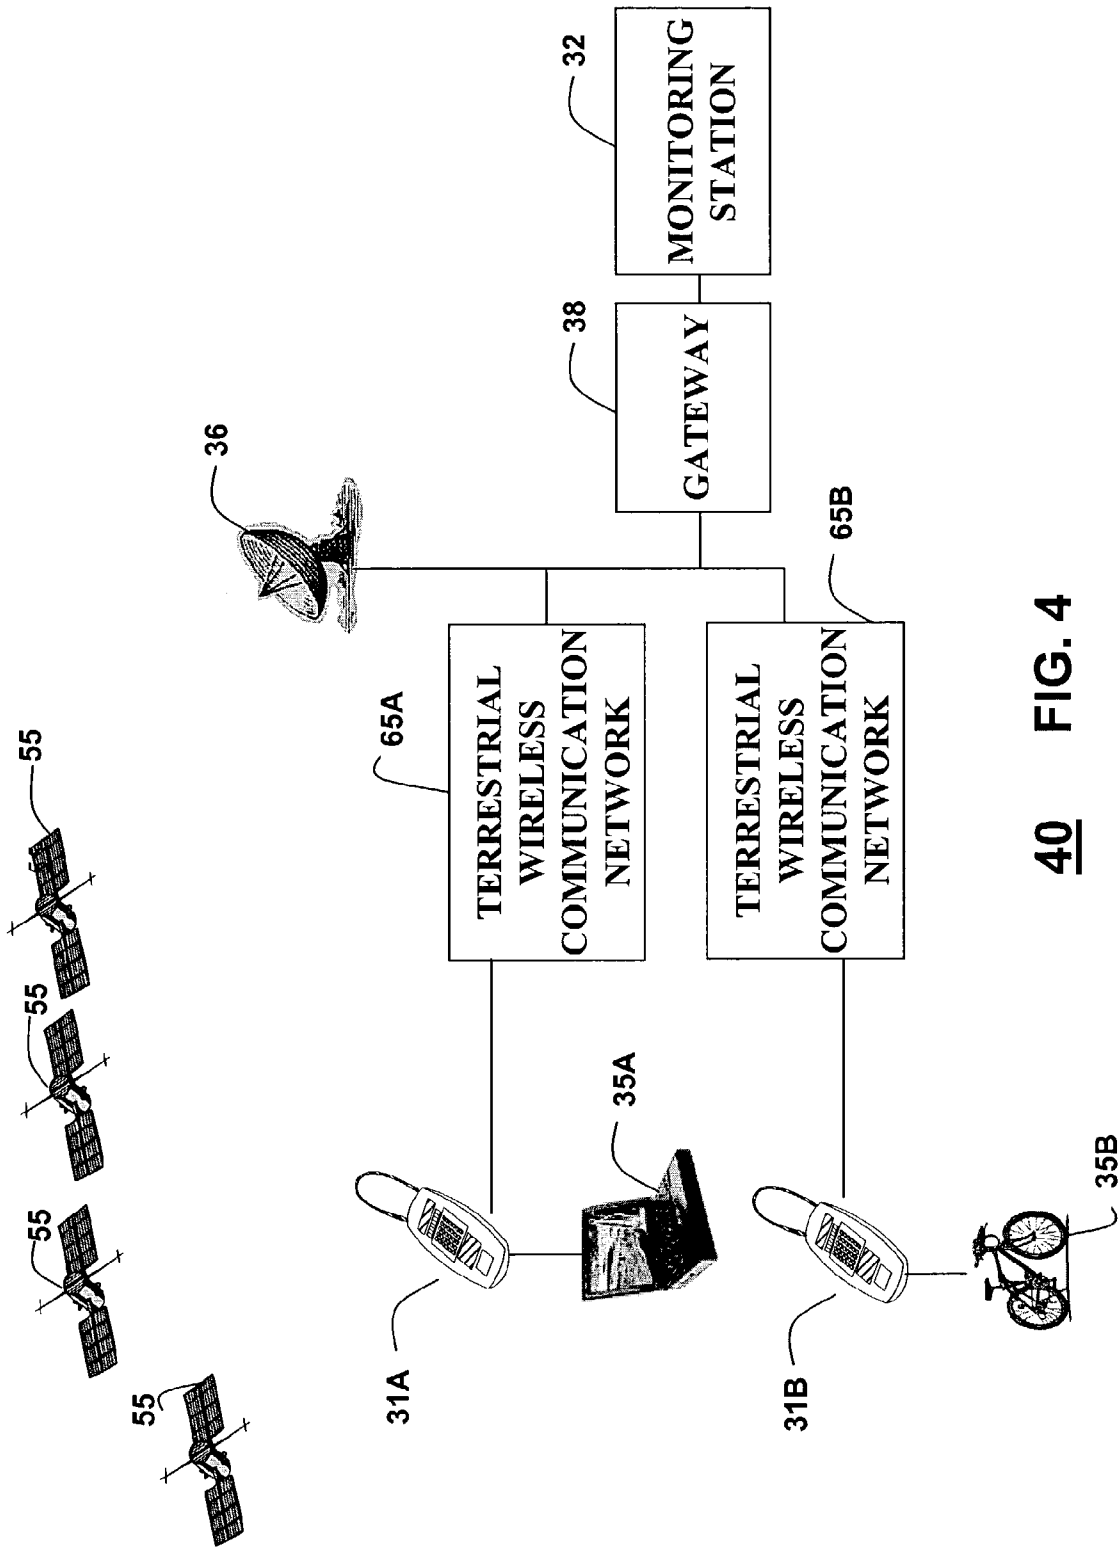 55
55
55
55
36
32
38
31A
65A
TERRESTRIAL
WIRELESS
COMMUNICATION
NETWORK
GATEWAY
MONITORING
STATION
35A
31B
65B
TERRESTRIAL
WIRELESS
COMMUNICATION
NETWORK
35B
40 FIG. 4